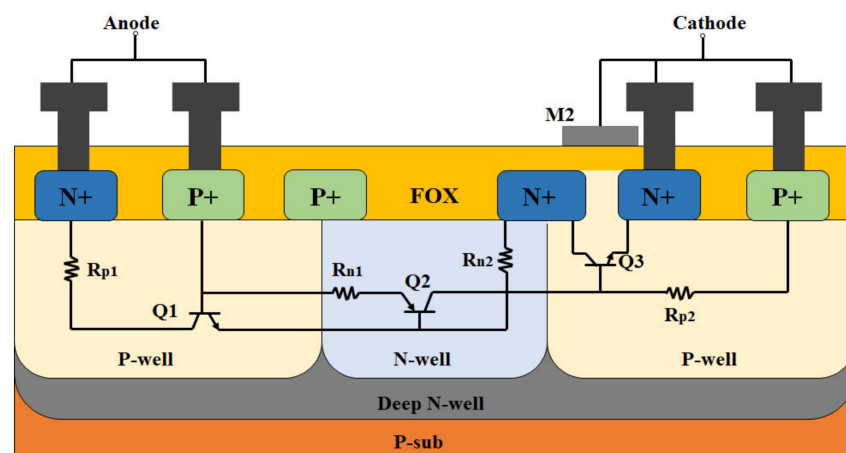 Anode
Cathode
M2
N+
P+
P+
FOX
N+
N+
P+
Rp1
Rn1
Q2
Rn2
Q3
Q1
Rp2
P-well
N-well
P-well
Deep N-well
P-sub